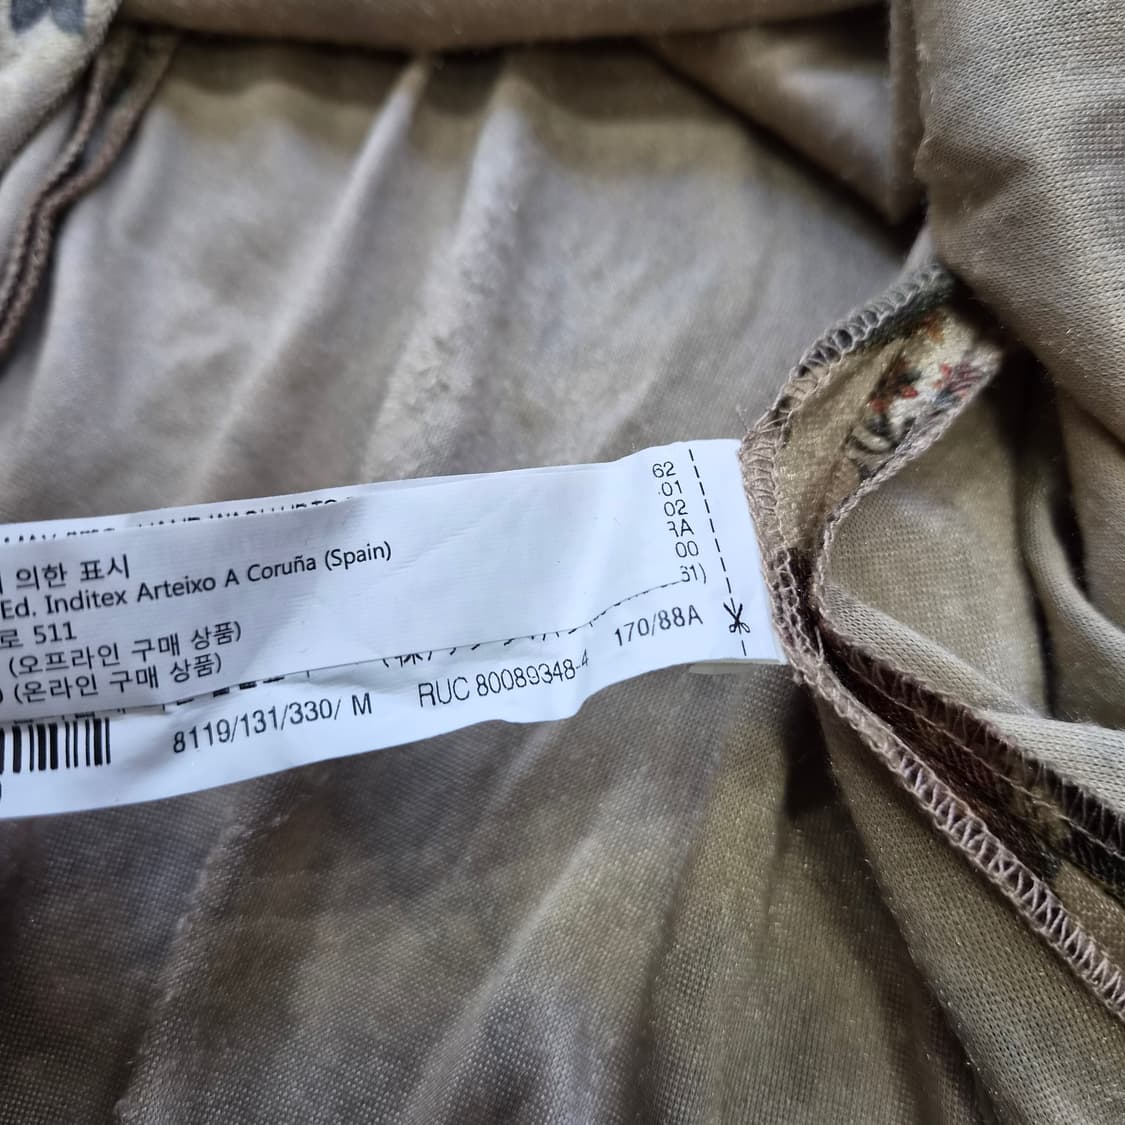 62
01
02
RA
00
61)
의한 표시
Ed. Inditex Arteixo A Coruña (Spain)
로 511
(오프라인 구매 상품)
(온라인 구매 상품)
170/88A
8119/131/330/ M RUC 80089348-4